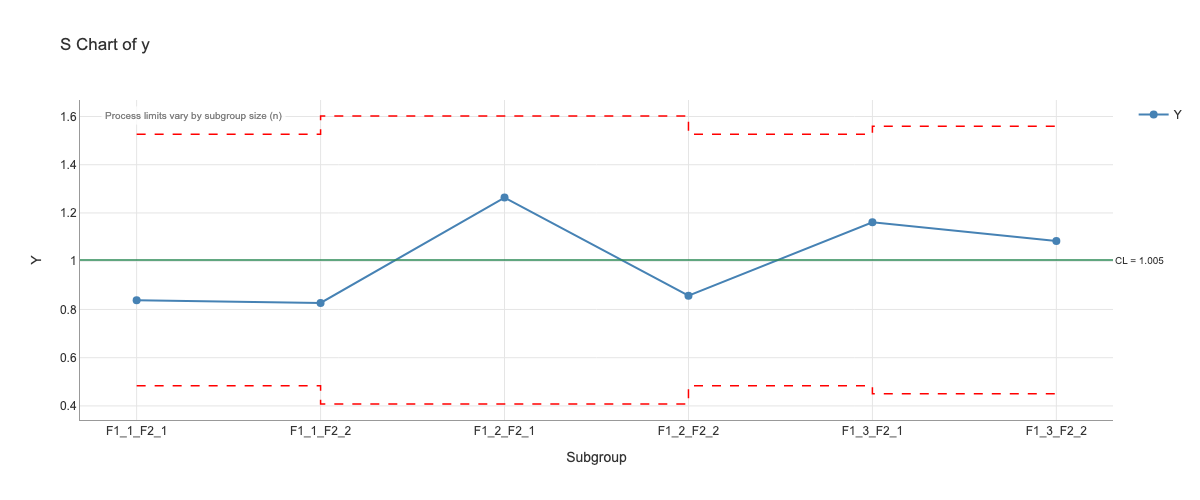 S Chart of y
Process limits vary by subgroup size (n)
Y
Y
1.6
1.4
1.2
1
0.8
0.6
0.4
CL = 1.005
F1_1_F2_1
F1_1_F2_2
F1_2_F2_1
F1_2_F2_2
F1_3_F2_1
F1_3_F2_2
Subgroup